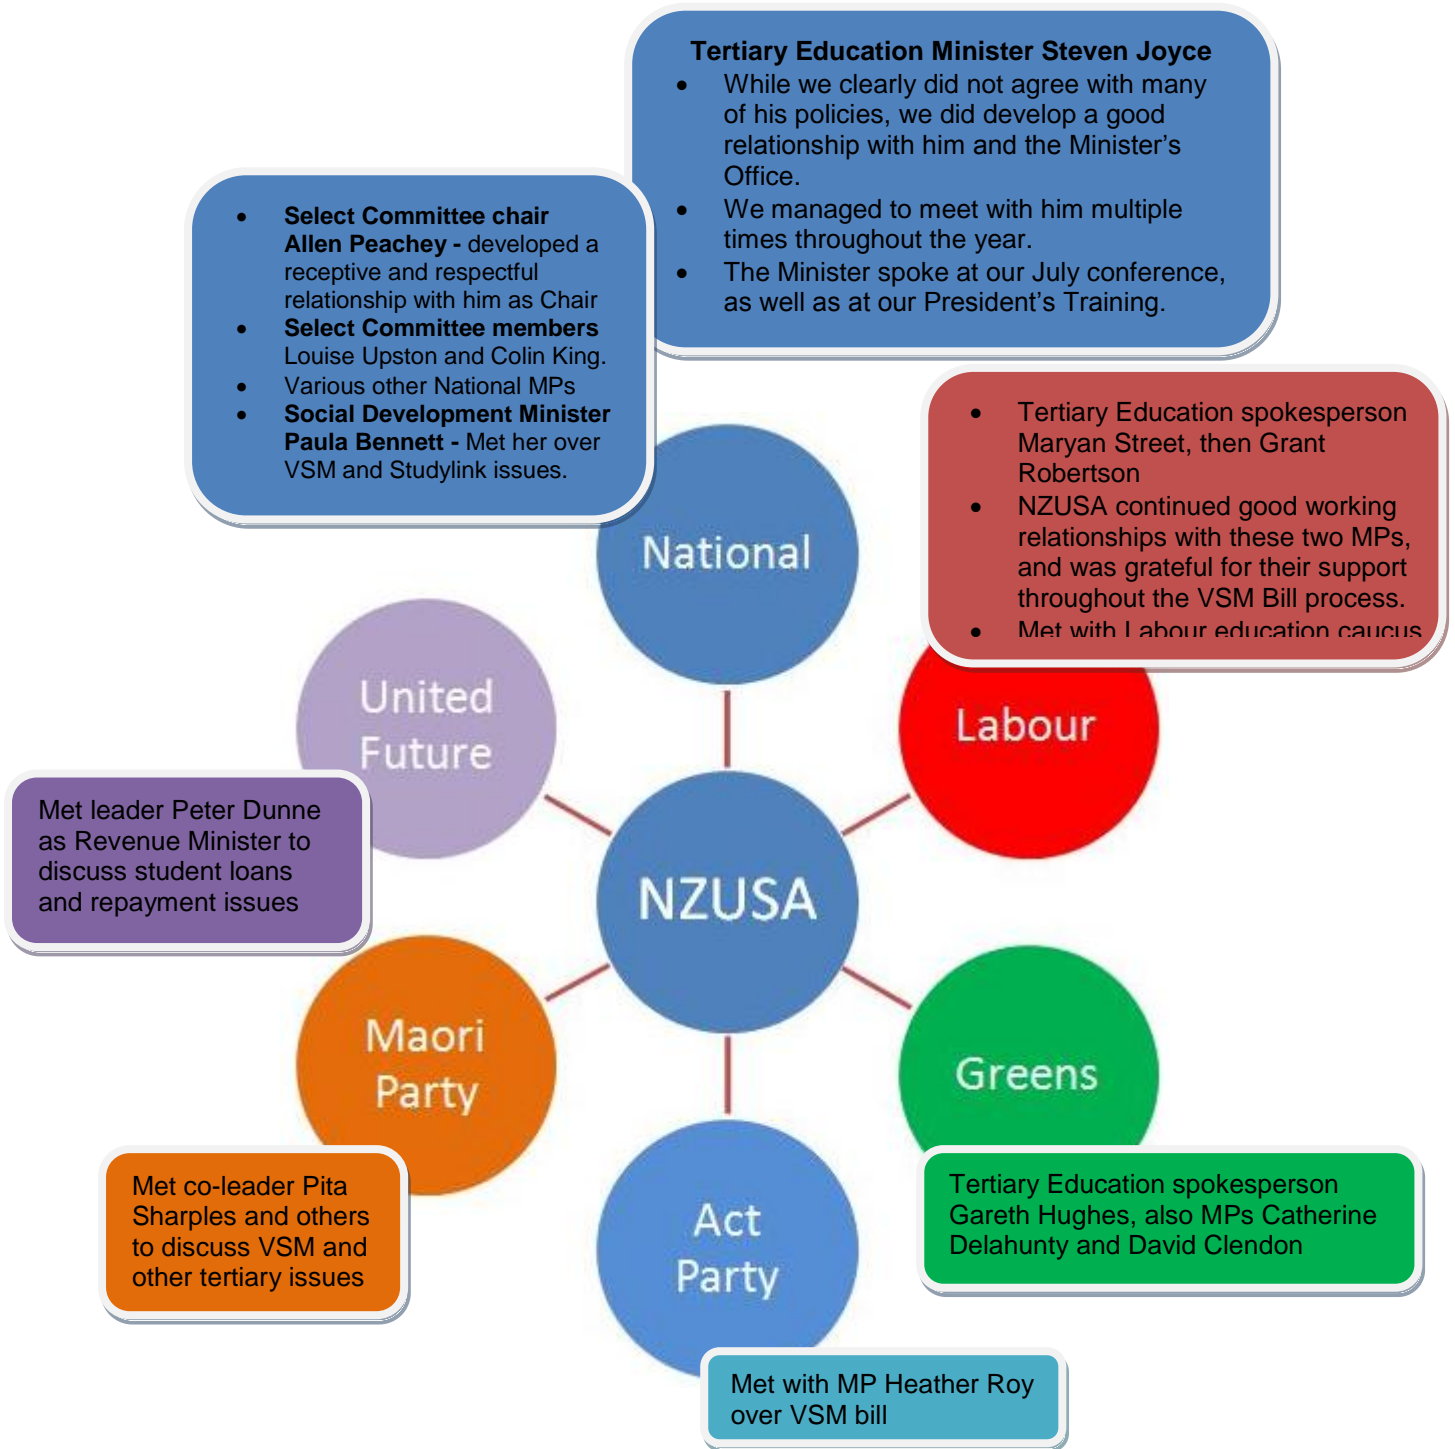 Tertiary Education Minister Steven Joyce
• While we clearly did not agree with many
of his policies, we did develop a good
relationship with him and the Minister’s
Office.
• We managed to meet with him multiple
times throughout the year.
• The Minister spoke at our July conference,
as well as at our President’s Training.
• Select Committee chair
Allen Peachey - developed a
receptive and respectful
relationship with him as Chair
• Select Committee members
Louise Upston and Colin King.
• Various other National MPs
• Social Development Minister
Paula Bennett - Met her over
VSM and Studylink issues.
• Tertiary Education spokesperson
Maryan Street, then Grant
Robertson
• NZUSA continued good working
relationships with these two MPs,
and was grateful for their support
throughout the VSM Bill process.
• Met with Labour education caucus
National
United
Future
Labour
Met leader Peter Dunne
as Revenue Minister to
discuss student loans
and repayment issues
NZUSA
Maori
Party
Greens
Met co-leader Pita
Sharples and others
to discuss VSM and
other tertiary issues
Act
Party
Tertiary Education spokesperson
Gareth Hughes, also MPs Catherine
Delahunty and David Clendon
Met with MP Heather Roy
over VSM bill